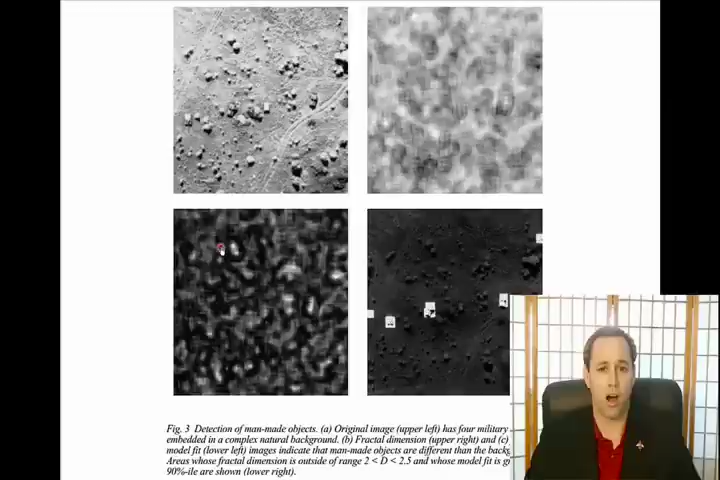 Fig. 3 Detection of man-made objects. (a) Original image (upper left) has four military
embedded in a complex natural background. (b) Fractal dimension (upper right) and (c)
model fit (lower left) images indicate that man-made objects are different than the
Areas whose fractal dimension is outside of range 2 < D < 2.5 and whose model fit is
90%-ile are shown (lower right).